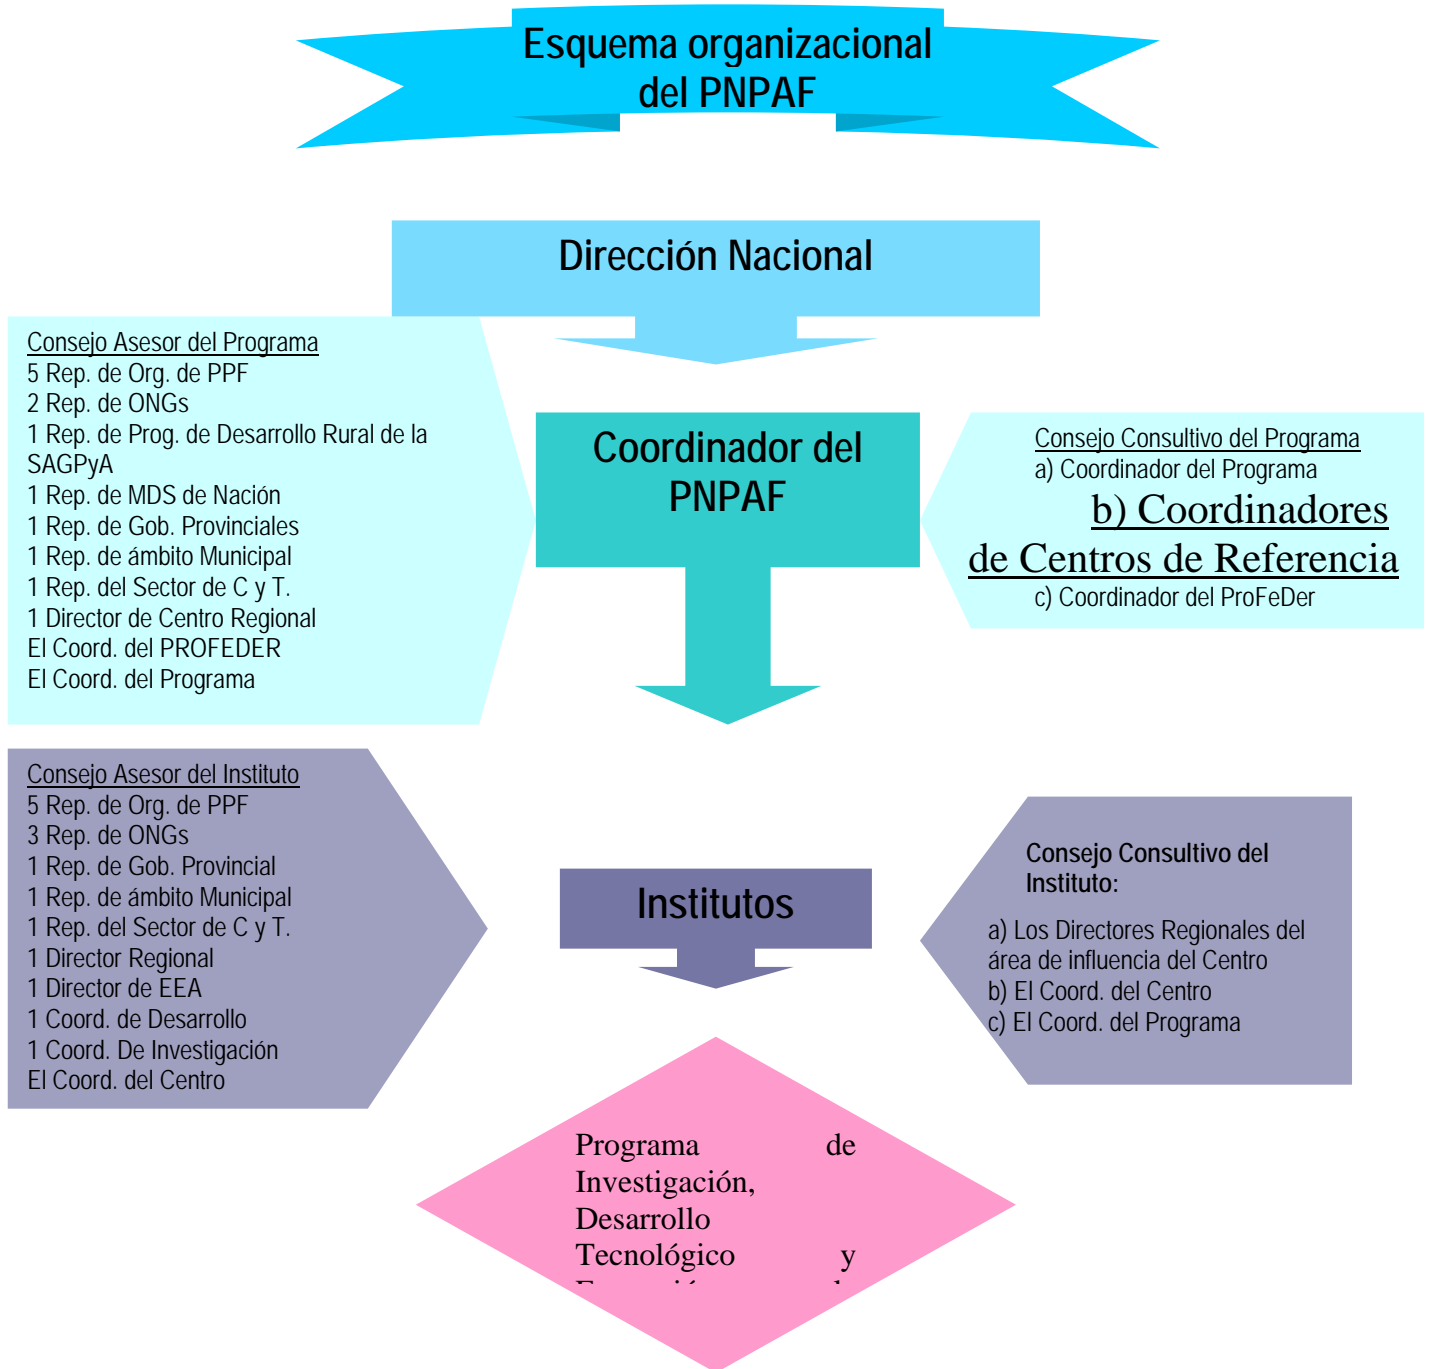 Esquema organizacional
del PNPAF
Dirección Nacional
Consejo Asesor del Programa
5 Rep. de Org. de PPF
2 Rep. de ONGs
1 Rep. de Prog. de Desarrollo Rural de la
SAGPyA
1 Rep. de MDS de Nación
1 Rep. de Gob. Provinciales
1 Rep. de ámbito Municipal
1 Rep. del Sector de C y T.
1 Director de Centro Regional
El Coord. del PROFEDER
El Coord. del Programa
Coordinador del
PNPAF
Consejo Consultivo del Programa
a) Coordinador del Programa
b) Coordinadores
de Centros de Referencia
c) Coordinador del ProFeDer
Consejo Asesor del Instituto
5 Rep. de Org. de PPF
3 Rep. de ONGs
1 Rep. de Gob. Provincial
1 Rep. de ámbito Municipal
1 Rep. del Sector de C y T.
1 Director Regional
1 Director de EEA
1 Coord. de Desarrollo
1 Coord. De Investigación
El Coord. del Centro
Institutos
Consejo Consultivo del
Instituto:
a) Los Directores Regionales del
área de influencia del Centro
b) El Coord. del Centro
c) El Coord. del Programa
Programa de
Investigación,
Desarrollo
Tecnológico y